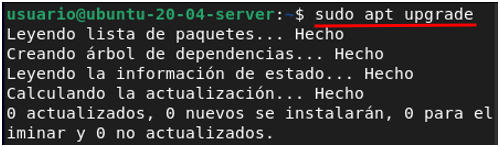 usuario@ubuntu-20-04-server:~$ sudo apt upgrade
Leyendo lista de paquetes... Hecho
Creando árbol de dependencias... Hecho
Leyendo la información de estado... Hecho
Calculando la actualización... Hecho
0 actualizados, 0 nuevos se instalarán, 0 para el
iminar y 0 no actualizados.